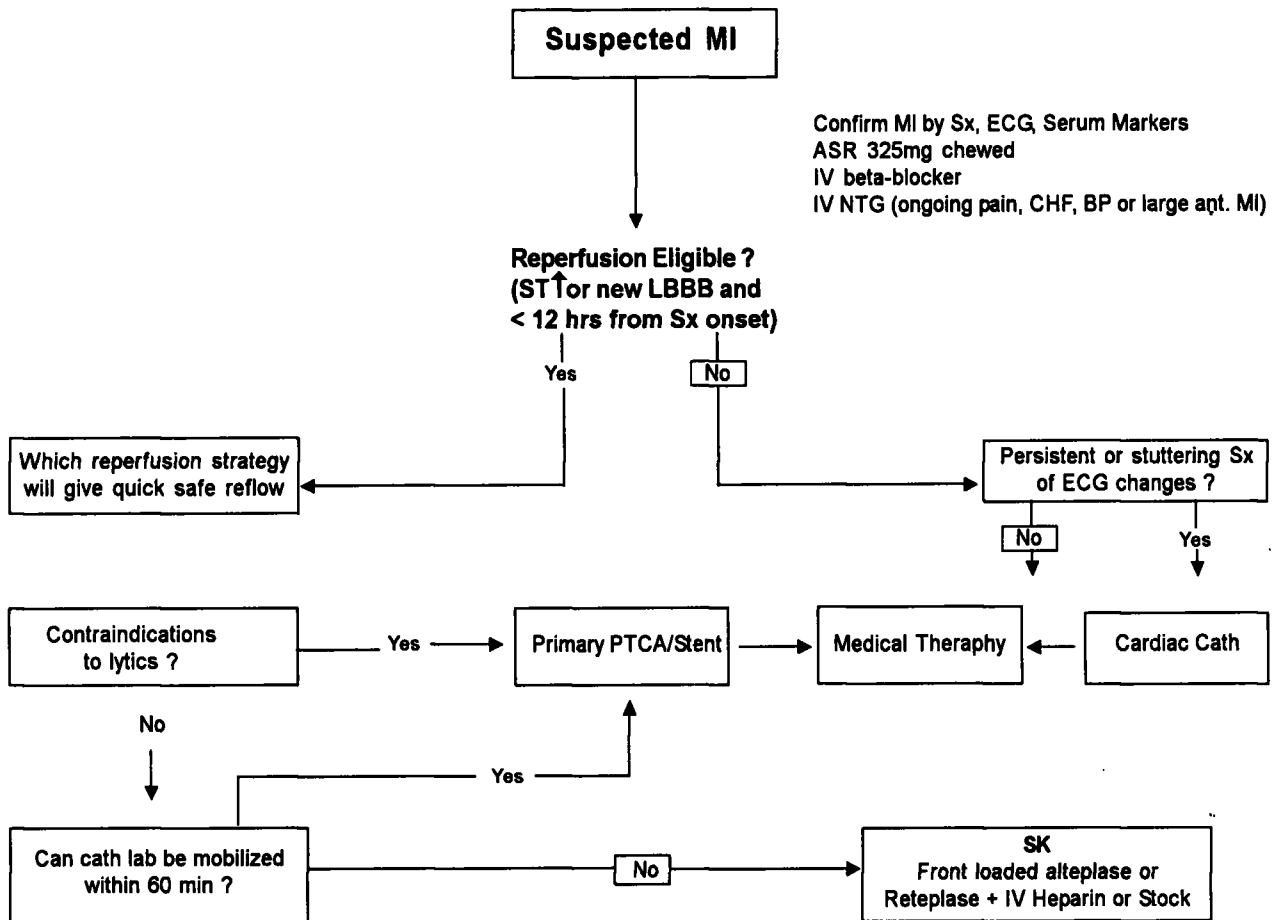 Suspected MI
Confirm MI by Sx, ECG, Serum Markers
ASR 325mg chewed
IV beta-blocker
IV NTG (ongoing pain, CHF, BP or large ant. MI)
Reperfusion Eligible ?
(ST↑or new LBBB and
< 12 hrs from Sx onset)
Yes
No
Which reperfusion strategy
will give quick safe reflow
Persistent or stuttering Sx
of ECG changes ?
No
Yes
Contraindications
to lytics ?
Yes
Primary PTCA/Stent
Medical Theraphy
Cardiac Cath
No
Yes
Can cath lab be mobilized
within 60 min ?
No
SK
Front loaded alteplase or
Reteplase + IV Heparin or Stock